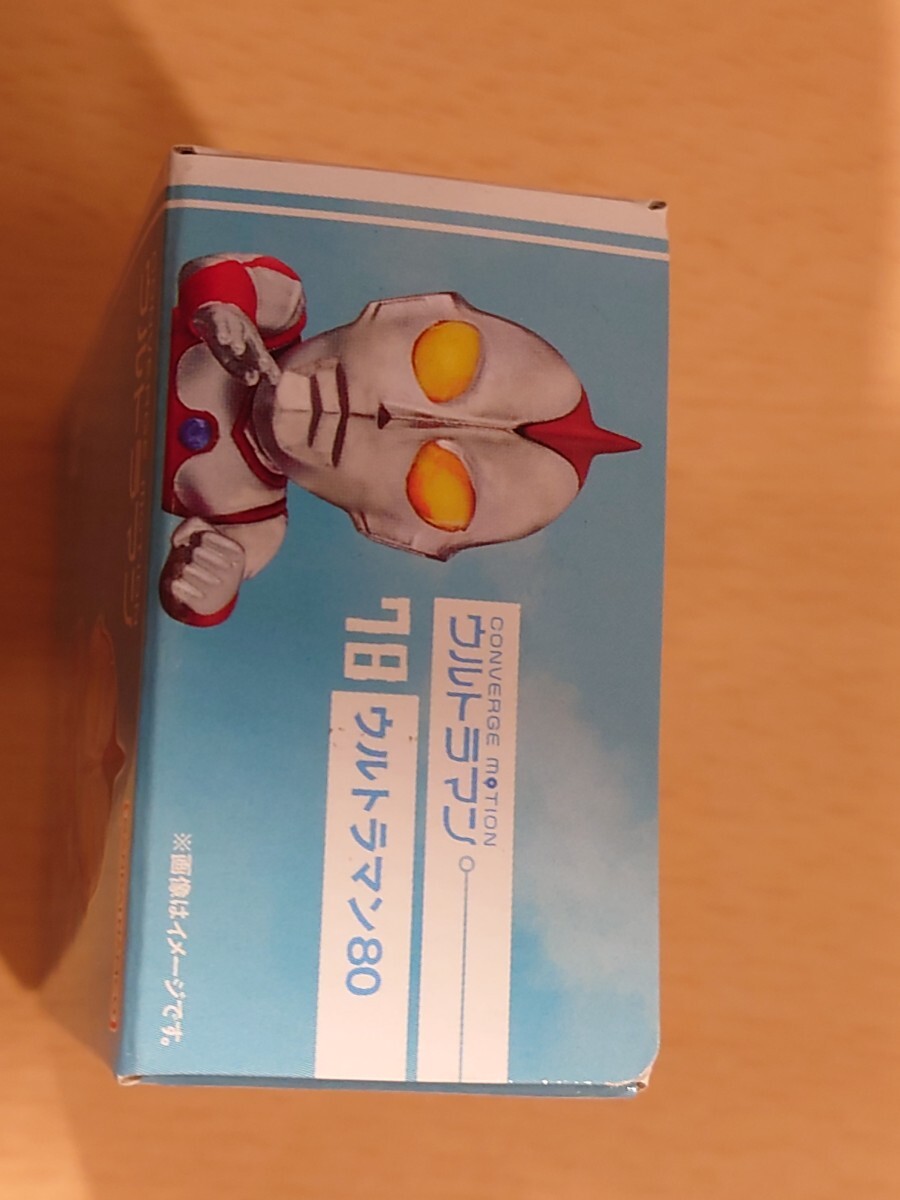 CONVERGE MOTION
ウルトラマン
78 ウルトラマン80
※画像はイメージです。